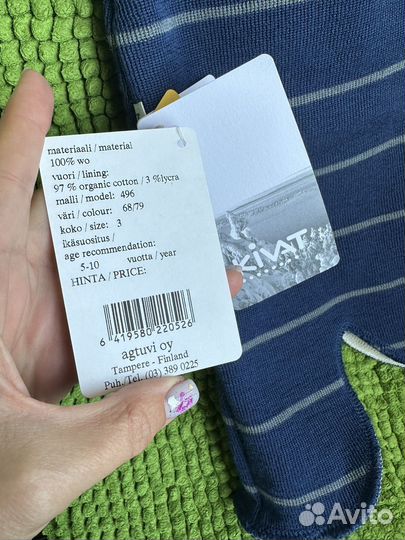 materiaali / material
100% wo
vuori / lining:
97 % organic cotton / 3 %lycra
malli / model: 496
väri / colour: 68/79
koko / size: 3
ikäsuositus /
age recommendation:
5-10 vuotta / year
HINTA / PRICE:
6 419580 220526
agtuvi oy
Tampere - Finland
Puh./Tel. (03) 389 0225
KIVAT
Avito